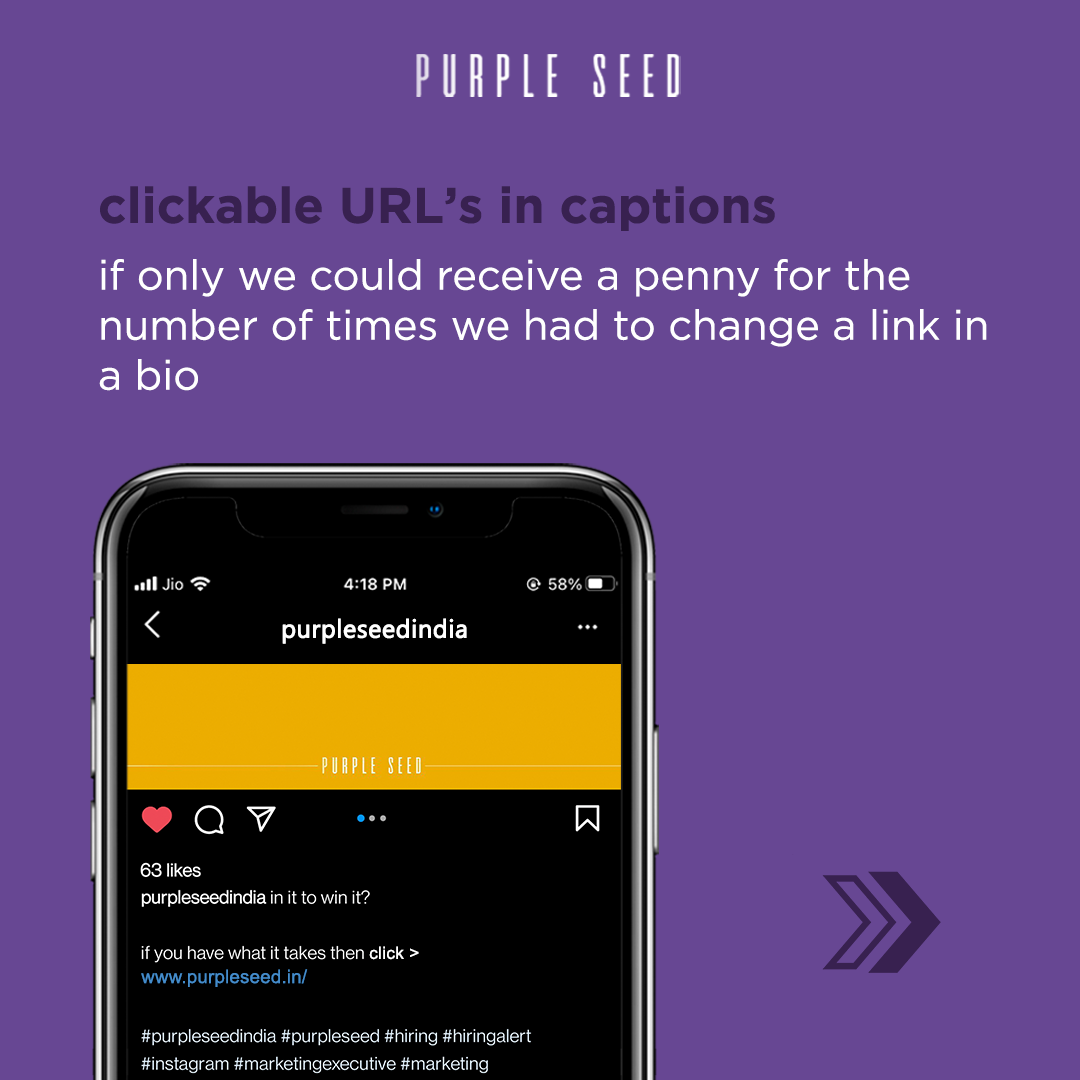 PURPLE SEED
clickable URL’s in captions
if only we could receive a penny for the
number of times we had to change a link in
a bio
Jio 4:18 PM 58%
purpleseedindia
PURPLE SEED
63 likes
purpleseedindia in it to win it?
if you have what it takes then click >
www.purpleseed.in/
#purpleseedindia #purpleseed #hiring #hiringalert
#instagram #marketingexecutive #marketing